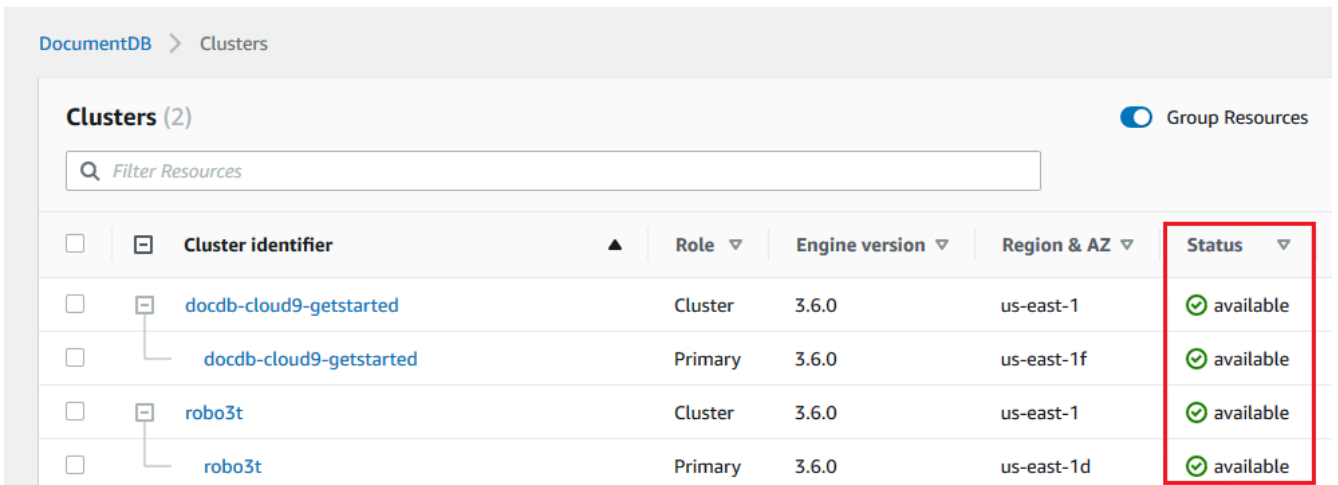 DocumentDB > Clusters
Clusters (2) Group Resources
Filter Resources
Cluster identifier Role Engine version Region & AZ Status
docdb-cloud9-getstarted Cluster 3.6.0 us-east-1 available
docdb-cloud9-getstarted Primary 3.6.0 us-east-1f available
robo3t Cluster 3.6.0 us-east-1 available
robo3t Primary 3.6.0 us-east-1d available